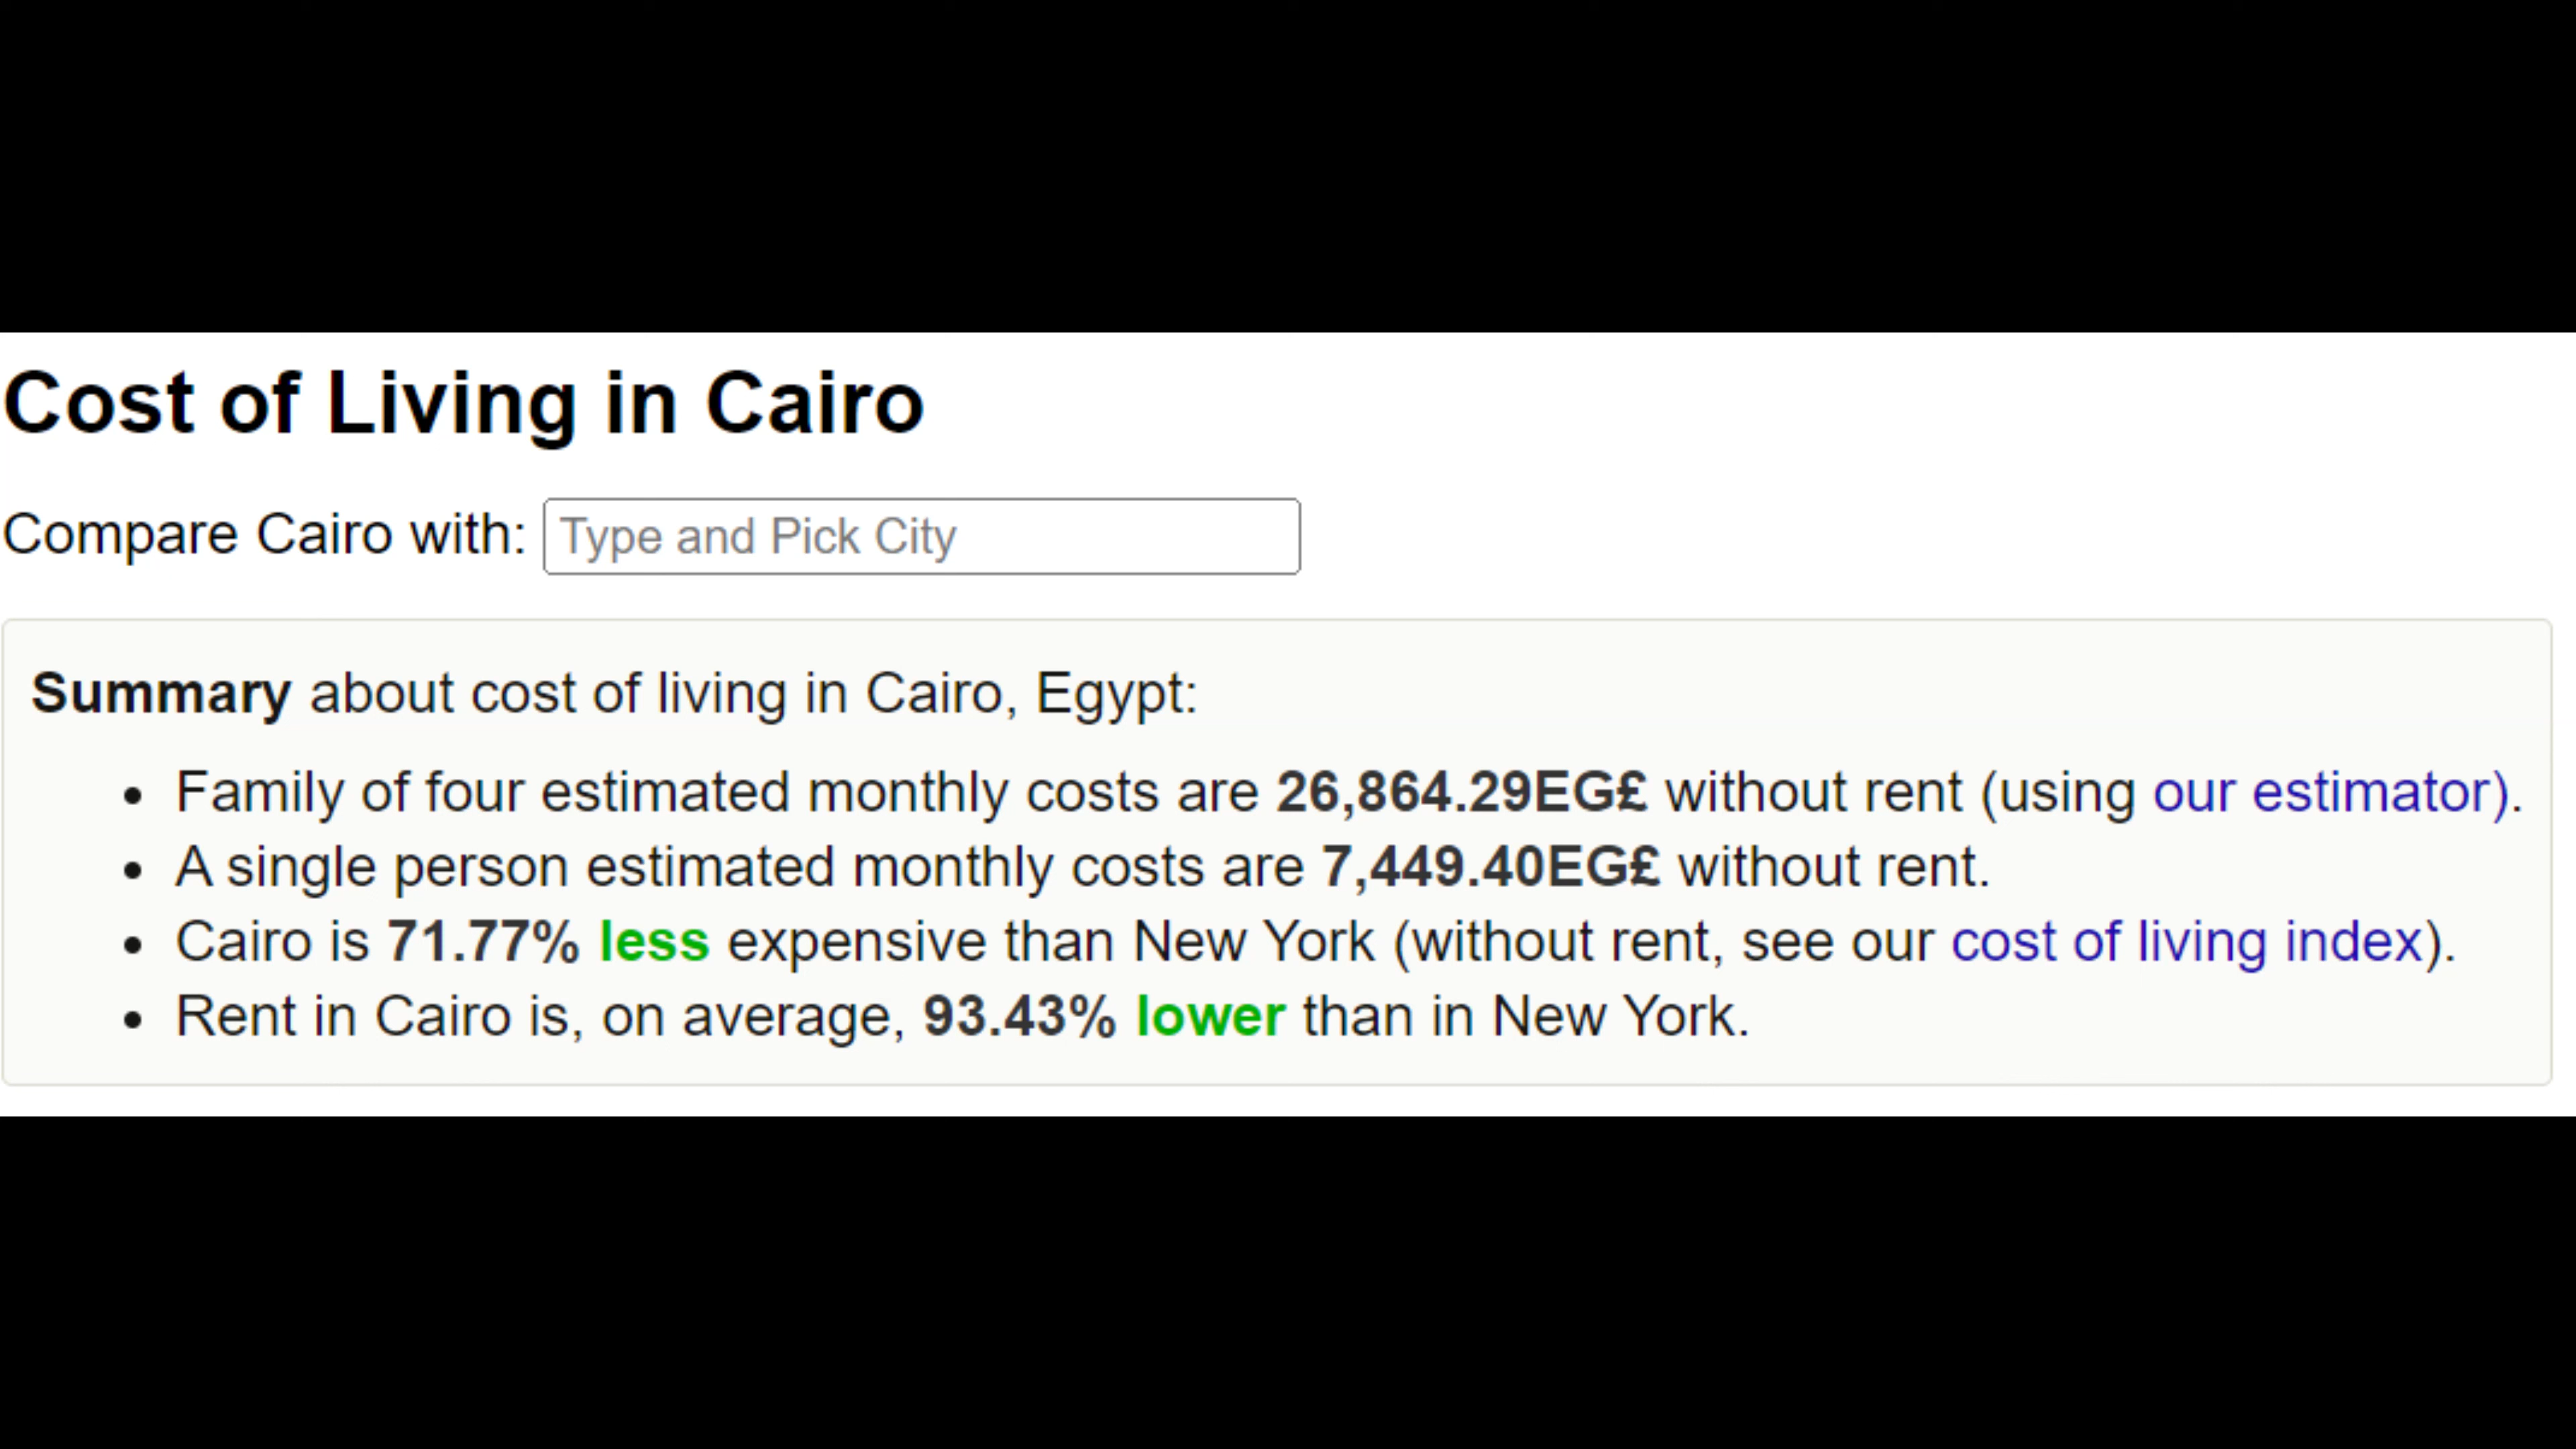 Cost of Living in Cairo
Compare Cairo with: Type and Pick City
Summary about cost of living in Cairo, Egypt:
• Family of four estimated monthly costs are 26,864.29EG£ without rent (using our estimator).
• A single person estimated monthly costs are 7,449.40EG£ without rent.
• Cairo is 71.77% less expensive than New York (without rent, see our cost of living index).
• Rent in Cairo is, on average, 93.43% lower than in New York.